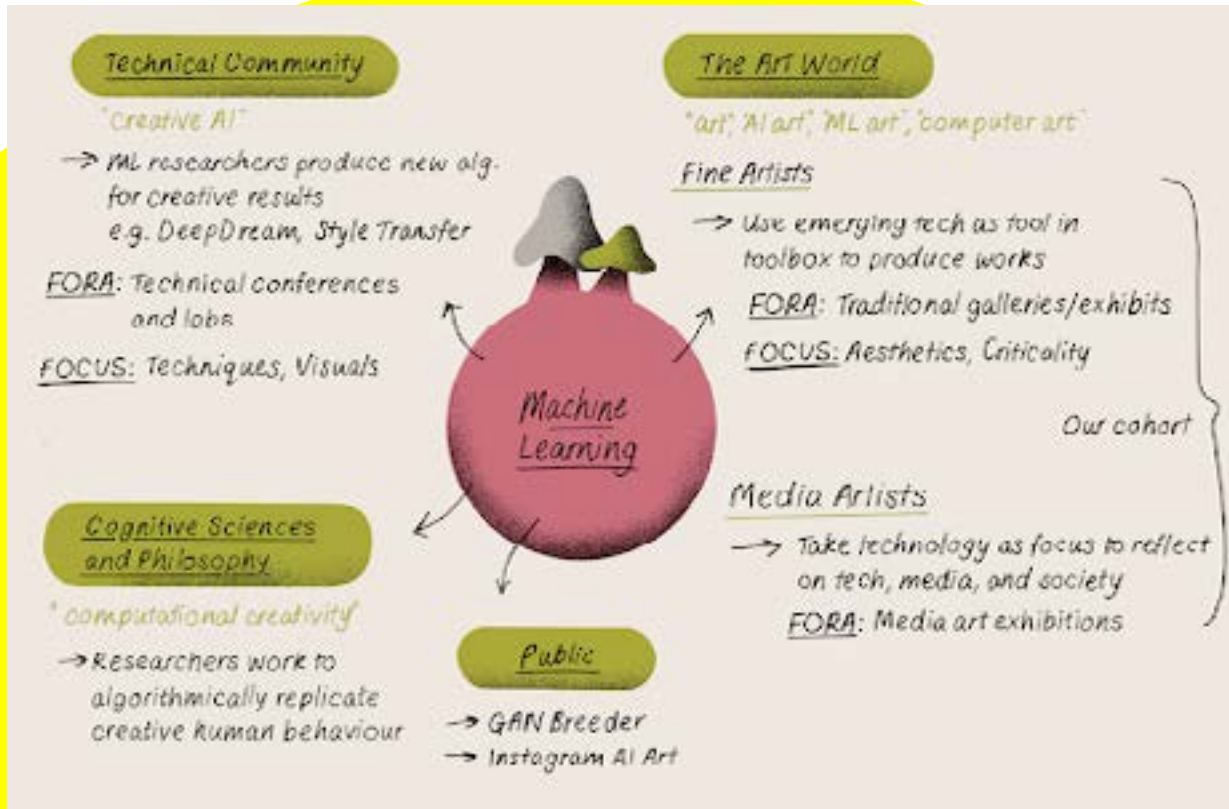 Technical Community
"Creative AI"
→ ML researchers produce new alg.
for creative results
e.g. DeepDream, Style Transfer
FORA: Technical conferences
and labs
FOCUS: Techniques, Visuals
The Art World
"art", "AI art", "ML art", "computer art"
Fine Artists
→ Use emerging tech as tool in
toolbox to produce works
FORA: Traditional galleries/exhibits
FOCUS: Aesthetics, Criticality
Our cohort
Media Artists
→ Take technology as focus to reflect
on tech, media, and society
FORA: Media art exhibitions
Machine
Learning
Cognitive Sciences
and Philosophy
"computational creativity"
→ Researchers work to
algorithmically replicate
creative human behaviour
Public
→ GAN Breeder
→ Instagram AI Art